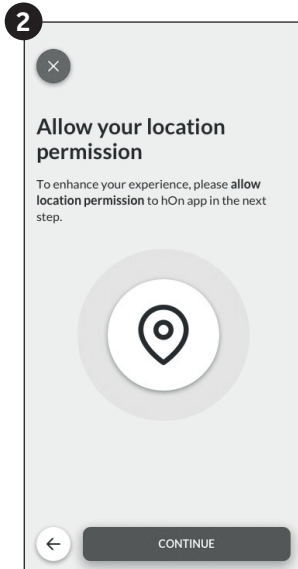 2
Allow your location
permission
To enhance your experience, please allow
location permission to hOn app in the next
step.
CONTINUE